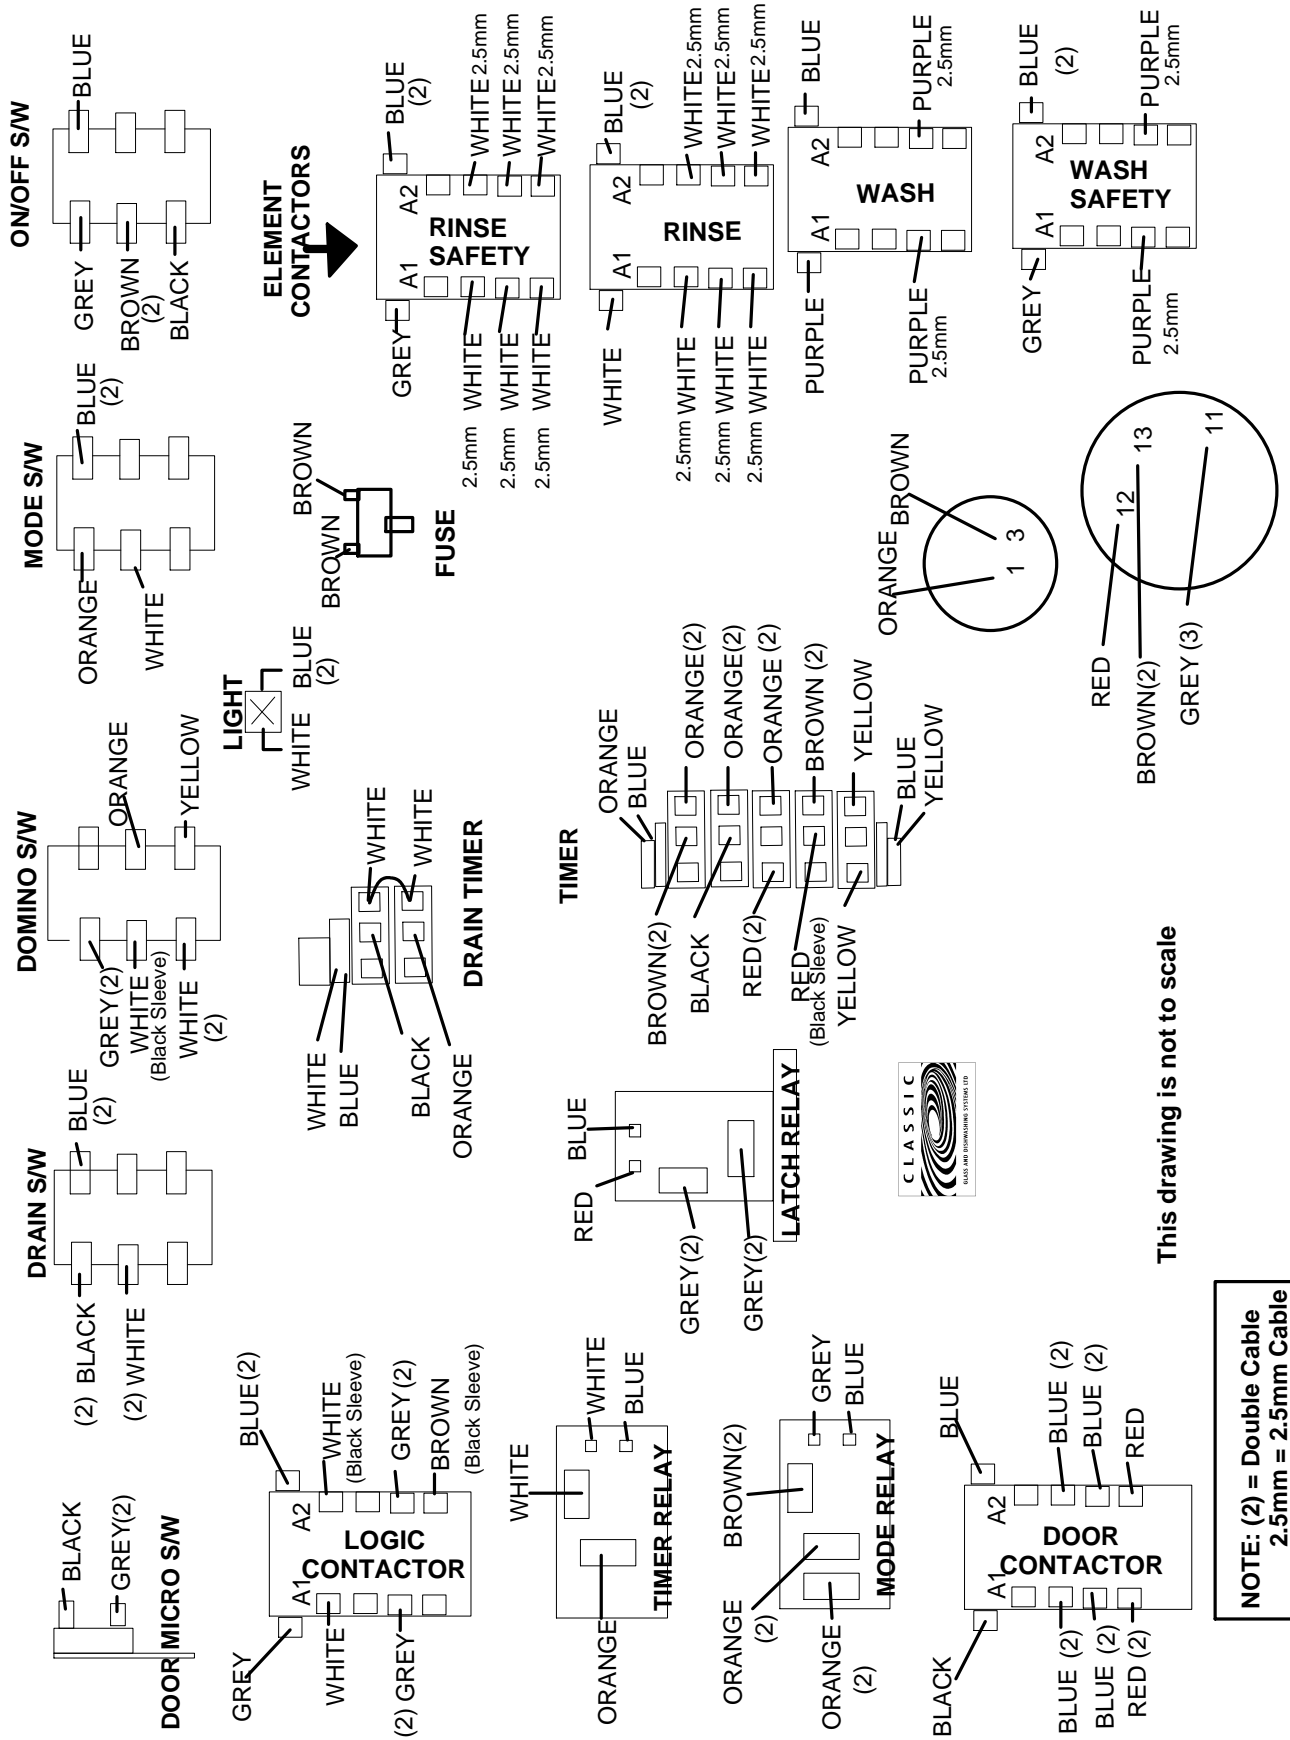 DOOR MICRO S/W
BLACK
GREY(2)
DRAIN S/W
(2) BLACK
(2) WHITE
BLUE
(2)
DOMINO S/W
GREY(2)
WHITE
(Black Sleeve)
WHITE
(2)
ORANGE
YELLOW
MODE S/W
ORANGE
WHITE
BLUE
(2)
ON/OFF S/W
GREY
BROWN
(2)
BLACK
BLUE
LOGIC
CONTACTOR
A1
A2
GREY
WHITE
(2) GREY
BLUE(2)
WHITE
(Black Sleeve)
GREY(2)
BROWN
(Black Sleeve)
DRAIN TIMER
WHITE
BLUE
BLACK
ORANGE
WHITE
WHITE
LIGHT
WHITE
BLUE
(2)
FUSE
BROWN
BROWN
ELEMENT
CONTACTORS
RINSE
SAFETY
A1
A2
GREY
BLUE
(2)
2.5mm WHITE
2.5mm WHITE
2.5mm WHITE
WHITE 2.5mm
WHITE 2.5mm
WHITE 2.5mm
TIMER RELAY
ORANGE
WHITE
WHITE
BLUE
LATCH RELAY
RED
BLUE
GREY(2)
GREY(2)
TIMER
ORANGE
BLUE
BROWN(2)
BLACK
RED(2)
RED
(Black Sleeve)
YELLOW
ORANGE(2)
ORANGE(2)
ORANGE (2)
BROWN (2)
YELLOW
BLUE
YELLOW
RINSE
A1
A2
WHITE
BLUE
(2)
2.5mm WHITE
2.5mm WHITE
2.5mm WHITE
WHITE 2.5mm
WHITE 2.5mm
WHITE 2.5mm
MODE RELAY
ORANGE
(2)
ORANGE
(2)
BROWN(2)
GREY
BLUE
WASH
A1
A2
PURPLE
BLUE
PURPLE
2.5mm
PURPLE
2.5mm
ORANGE
BROWN
1
3
DOOR
CONTACTOR
A1
A2
BLACK
BLUE
BLUE (2)
BLUE (2)
RED (2)
BLUE (2)
BLUE (2)
RED
CLASSIC
GLASS AND DISHWASHING SYSTEMS LTD
WASH
SAFETY
A1
A2
GREY
BLUE
(2)
PURPLE
2.5mm
PURPLE
2.5mm
RED
BROWN(2)
GREY (3)
12
13
11
This drawing is not to scale
NOTE: (2) = Double Cable
2.5mm = 2.5mm Cable